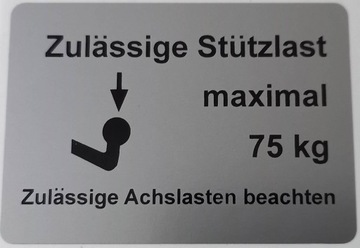 Zulässige Stützlast
maximal
75 kg
Zulässige Achslasten beachten